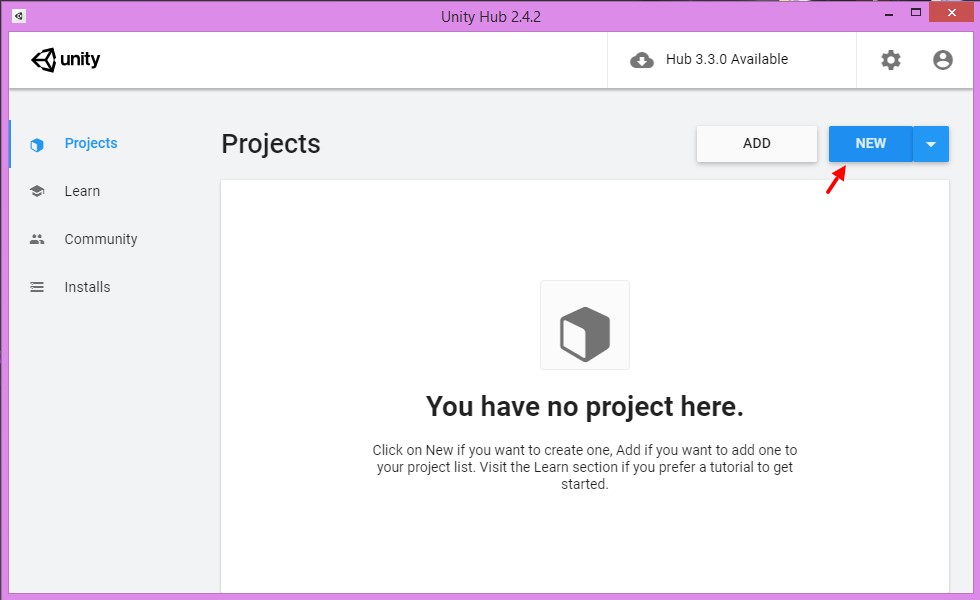 Unity Hub 2.4.2
unity
Hub 3.3.0 Available
Projects
Learn
Community
Installs
Projects
ADD
NEW
You have no project here.
Click on New if you want to create one, Add if you want to add one to
your project list. Visit the Learn section if you prefer a tutorial to get
started.